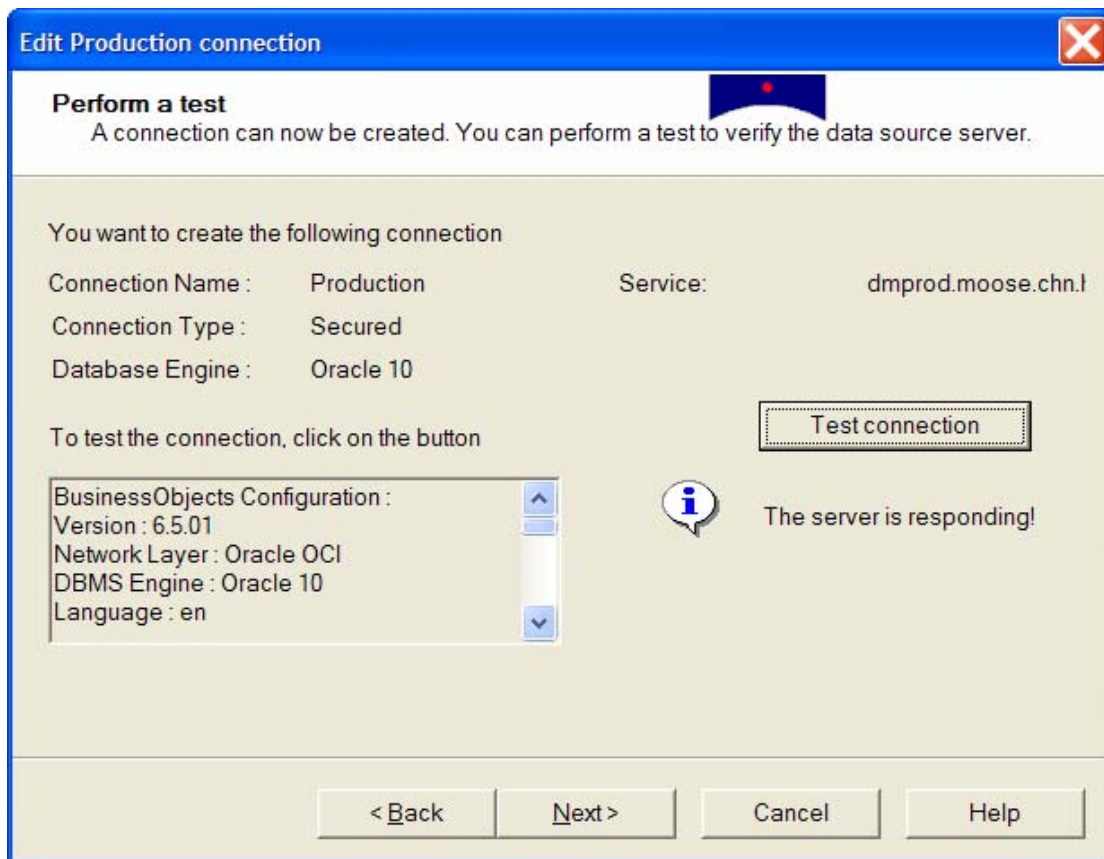 Edit Production connection
Perform a test
A connection can now be created. You can perform a test to verify the data source server.
You want to create the following connection
Connection Name : Production Service: dmprod.moose.chn.
Connection Type : Secured
Database Engine : Oracle 10
To test the connection, click on the button
Test connection
BusinessObjects Configuration :
Version : 6.5.01
Network Layer : Oracle OCI
DBMS Engine : Oracle 10
Language : en
The server is responding!
< Back Next > Cancel Help